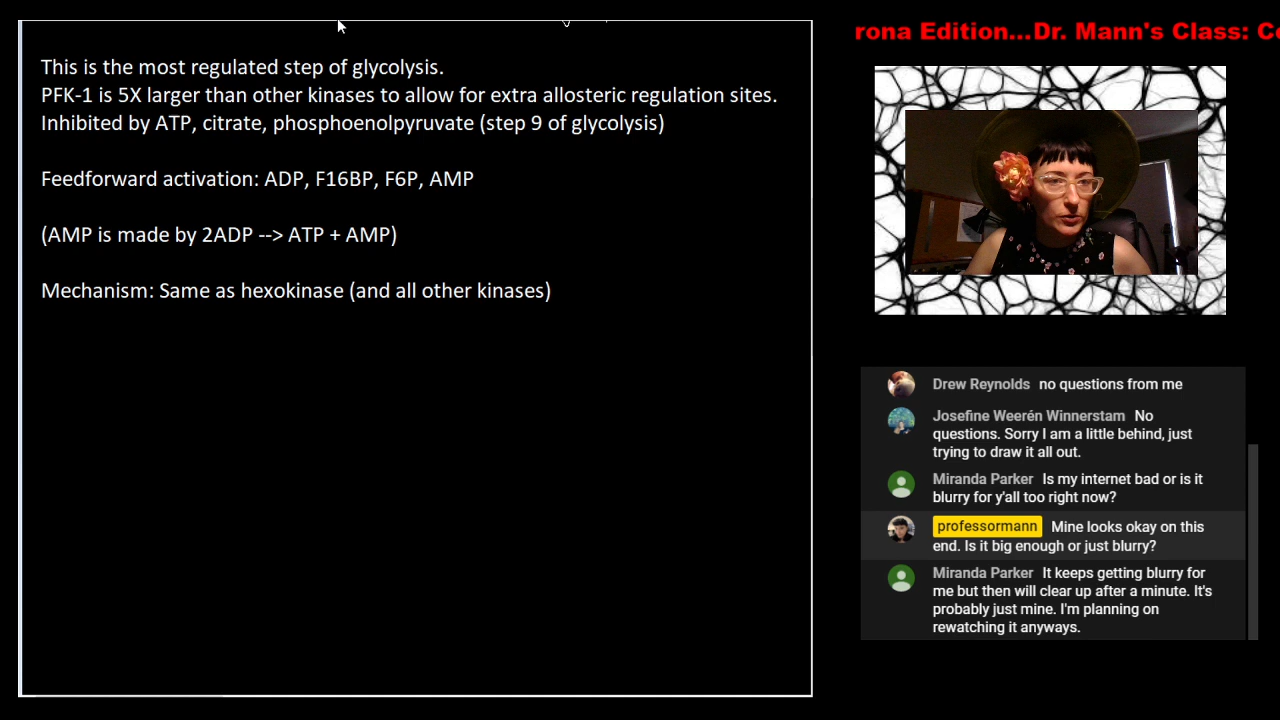 This is the most regulated step of glycolysis.
PFK-1 is 5X larger than other kinases to allow for extra allosteric regulation sites.
Inhibited by ATP, citrate, phosphoenolpyruvate (step 9 of glycolysis)
Feedforward activation: ADP, F16BP, F6P, AMP
(AMP is made by 2ADP --> ATP + AMP)
Mechanism: Same as hexokinase (and all other kinases)
rona Edition...Dr. Mann's Class: Co
Drew Reynolds no questions from me
Josefine Weerén Winnerstam No
questions. Sorry I am a little behind, just
trying to draw it all out.
Miranda Parker Is my internet bad or is it
blurry for y'all too right now?
professormann Mine looks okay on this
end. Is it big enough or just blurry?
Miranda Parker It keeps getting blurry for
me but then will clear up after a minute. It's
probably just mine. I'm planning on
rewatching it anyways.